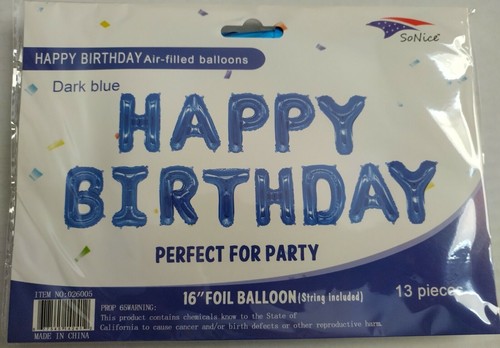 SoNice
HAPPY BIRTHDAY Air-filled balloons
Dark blue
HAPPY
BIRTHDAY
PERFECT FOR PARTY
16"FOIL BALLOON(String included)
13 pieces
ITEM NO:026005
MADE IN CHINA
PROP 65WARNING:
This product contains chemicals know to the State of
California to cause cancer and/or birth defects or other reproductive harm.